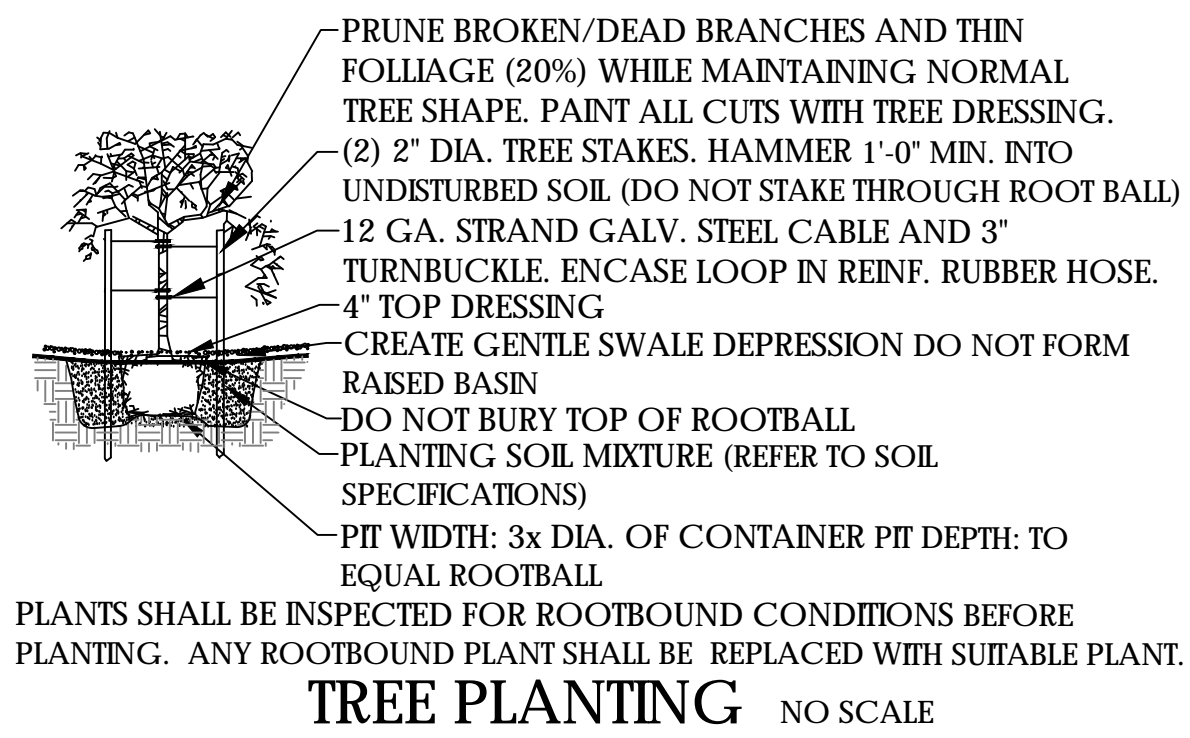 PRUNE BROKEN/DEAD BRANCHES AND THIN
FOLLIAGE (20%) WHILE MAINTAINING NORMAL
TREE SHAPE. PAINT ALL CUTS WITH TREE DRESSING.
(2) 2" DIA. TREE STAKES. HAMMER 1'-0" MIN. INTO
UNDISTURBED SOIL (DO NOT STAKE THROUGH ROOT BALL)
12 GA. STRAND GALV. STEEL CABLE AND 3"
TURNBUCKLE. ENCASE LOOP IN REINF. RUBBER HOSE.
4" TOP DRESSING
CREATE GENTLE SWALE DEPRESSION DO NOT FORM
RAISED BASIN
DO NOT BURY TOP OF ROOTBALL
PLANTING SOIL MIXTURE (REFER TO SOIL
SPECIFICATIONS)
PIT WIDTH: 3x DIA. OF CONTAINER PIT DEPTH: TO
EQUAL ROOTBALL
PLANTS SHALL BE INSPECTED FOR ROOTBOUND CONDITIONS BEFORE
PLANTING. ANY ROOTBOUND PLANT SHALL BE REPLACED WITH SUITABLE PLANT.
TREE PLANTING NO SCALE